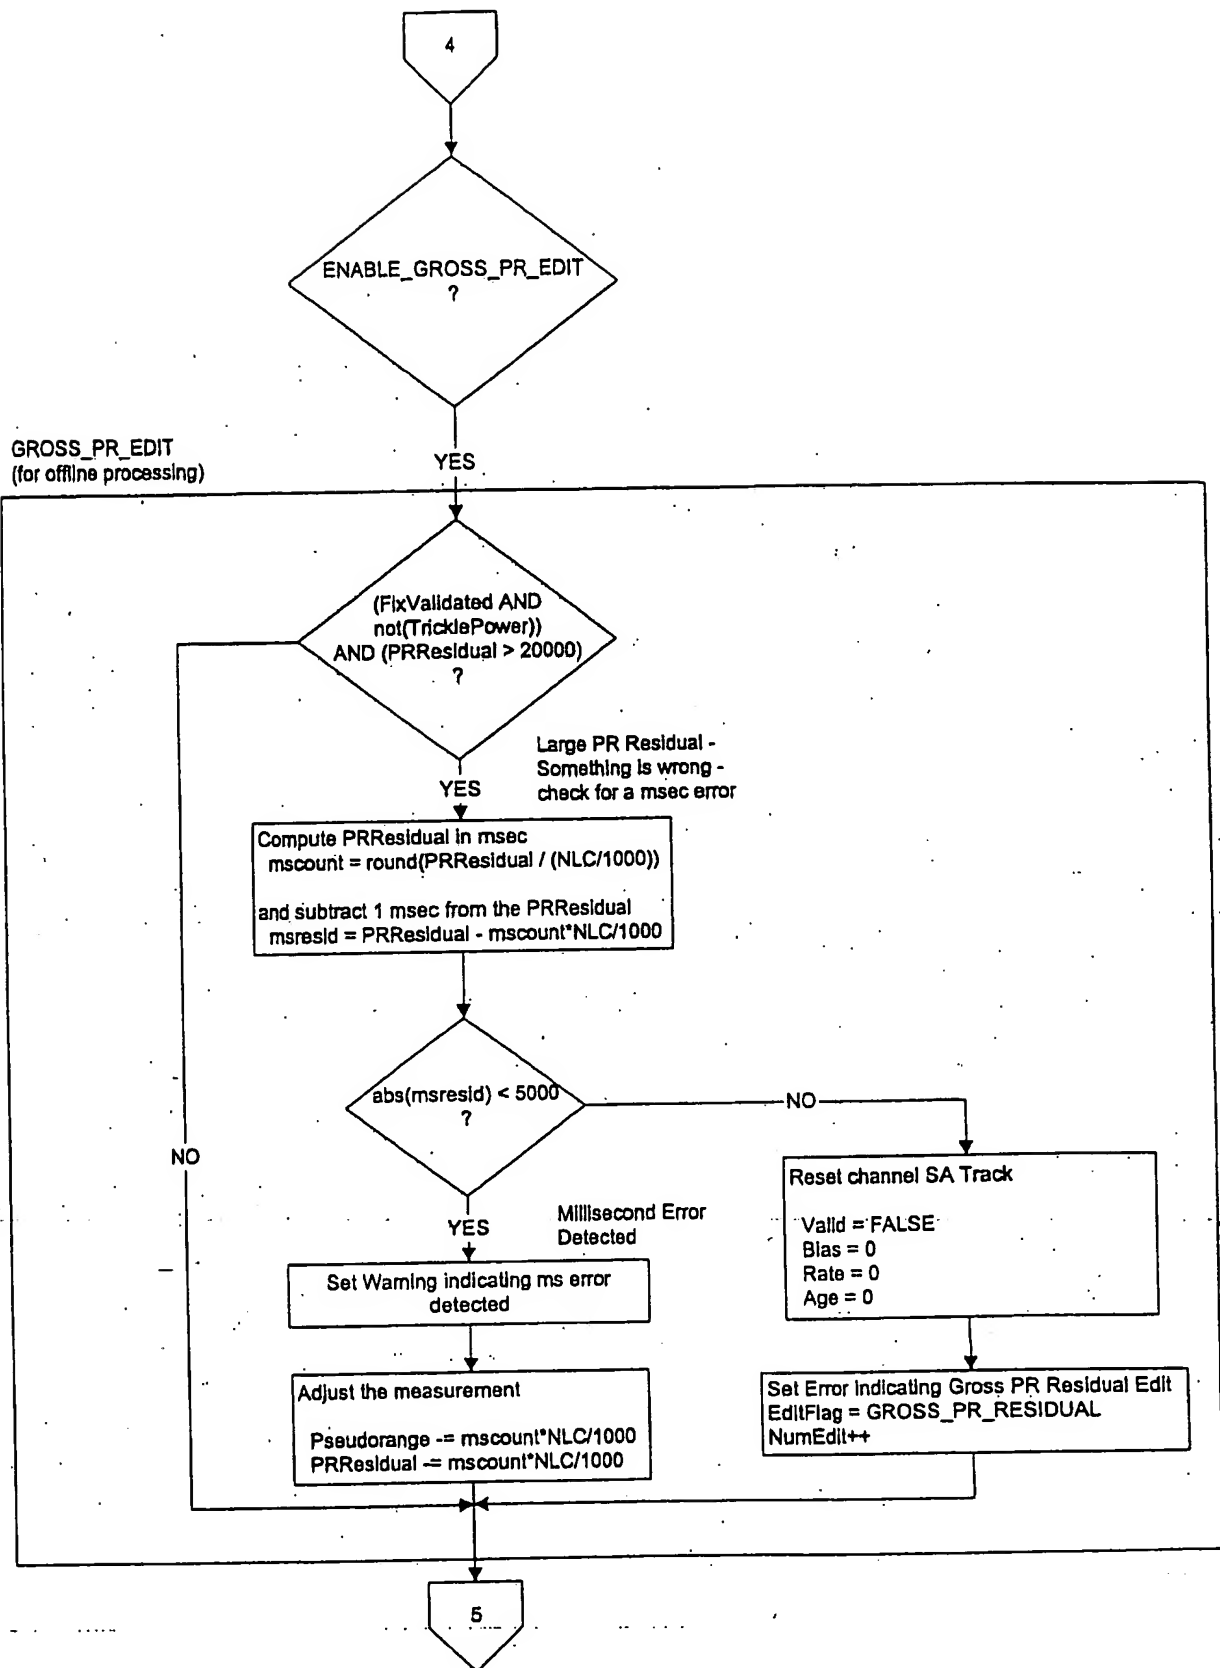 4
ENABLE_GROSS_PR_EDIT
?
GROSS_PR_EDIT
(for offline processing)
YES
(FixValidated AND
not(TricklePower))
AND (PRResidual > 20000)
?
Large PR Residual -
Something is wrong -
check for a msec error
YES
Compute PRResidual in msec
mscount = round(PRResidual / (NLC/1000))
and subtract 1 msec from the PRResidual
msresid = PRResidual - mscount*NLC/1000
abs(msresid) < 5000
?
NO
NO
Reset channel SA Track
Valid = FALSE
Bias = 0
Rate = 0
Age = 0
YES
Millisecond Error
Detected
Set Warning indicating ms error
detected
Adjust the measurement
Pseudorange -= mscount*NLC/1000
PRResidual -= mscount*NLC/1000
Set Error indicating Gross PR Residual Edit
EditFlag = GROSS_PR_RESIDUAL
NumEdit++
5